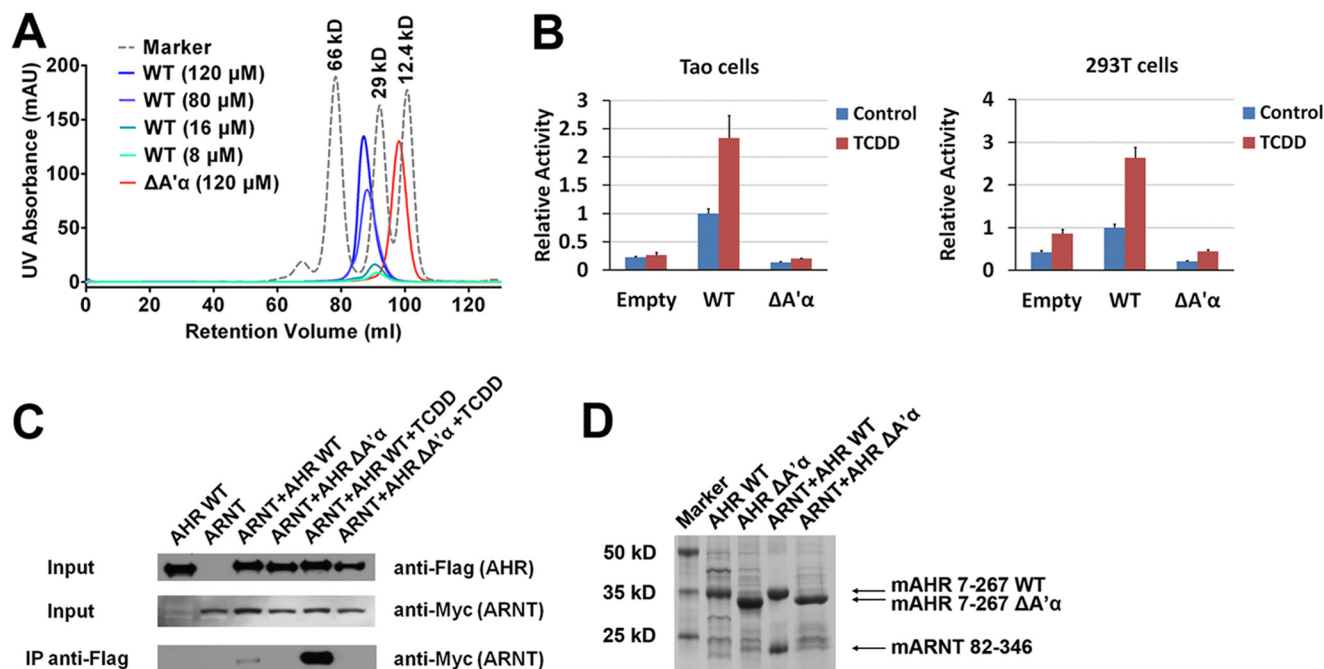 A
Marker
WT (120 µM)
WT (80 µM)
WT (16 µM)
WT (8 µM)
ΔA'α (120 µM)
66 kD
29 kD
12.4 kD
UV Absorbance (mAU)
200
150
100
50
0
0 20 40 60 80 100 120
Retention Volume (ml)
B
Tao cells
Relative Activity
3
2.5
2
1.5
1
0.5
0
Empty WT ΔA'α
Control
TCDD
293T cells
Relative Activity
4
3
2
1
0
Empty WT ΔA'α
Control
TCDD
C
AHR WT
ARNT
ARNT+AHR WT
ARNT+AHR ΔA'α
ARNT+AHR WT+TCDD
ARNT+AHR ΔA'α +TCDD
Input anti-Flag (AHR)
Input anti-Myc (ARNT)
IP anti-Flag anti-Myc (ARNT)
D
Marker
AHR WT
AHR ΔA'α
ARNT+AHR WT
ARNT+AHR ΔA'α
50 kD
35 kD
25 kD
mAHR 7-267 WT
mAHR 7-267 ΔA'α
mARNT 82-346